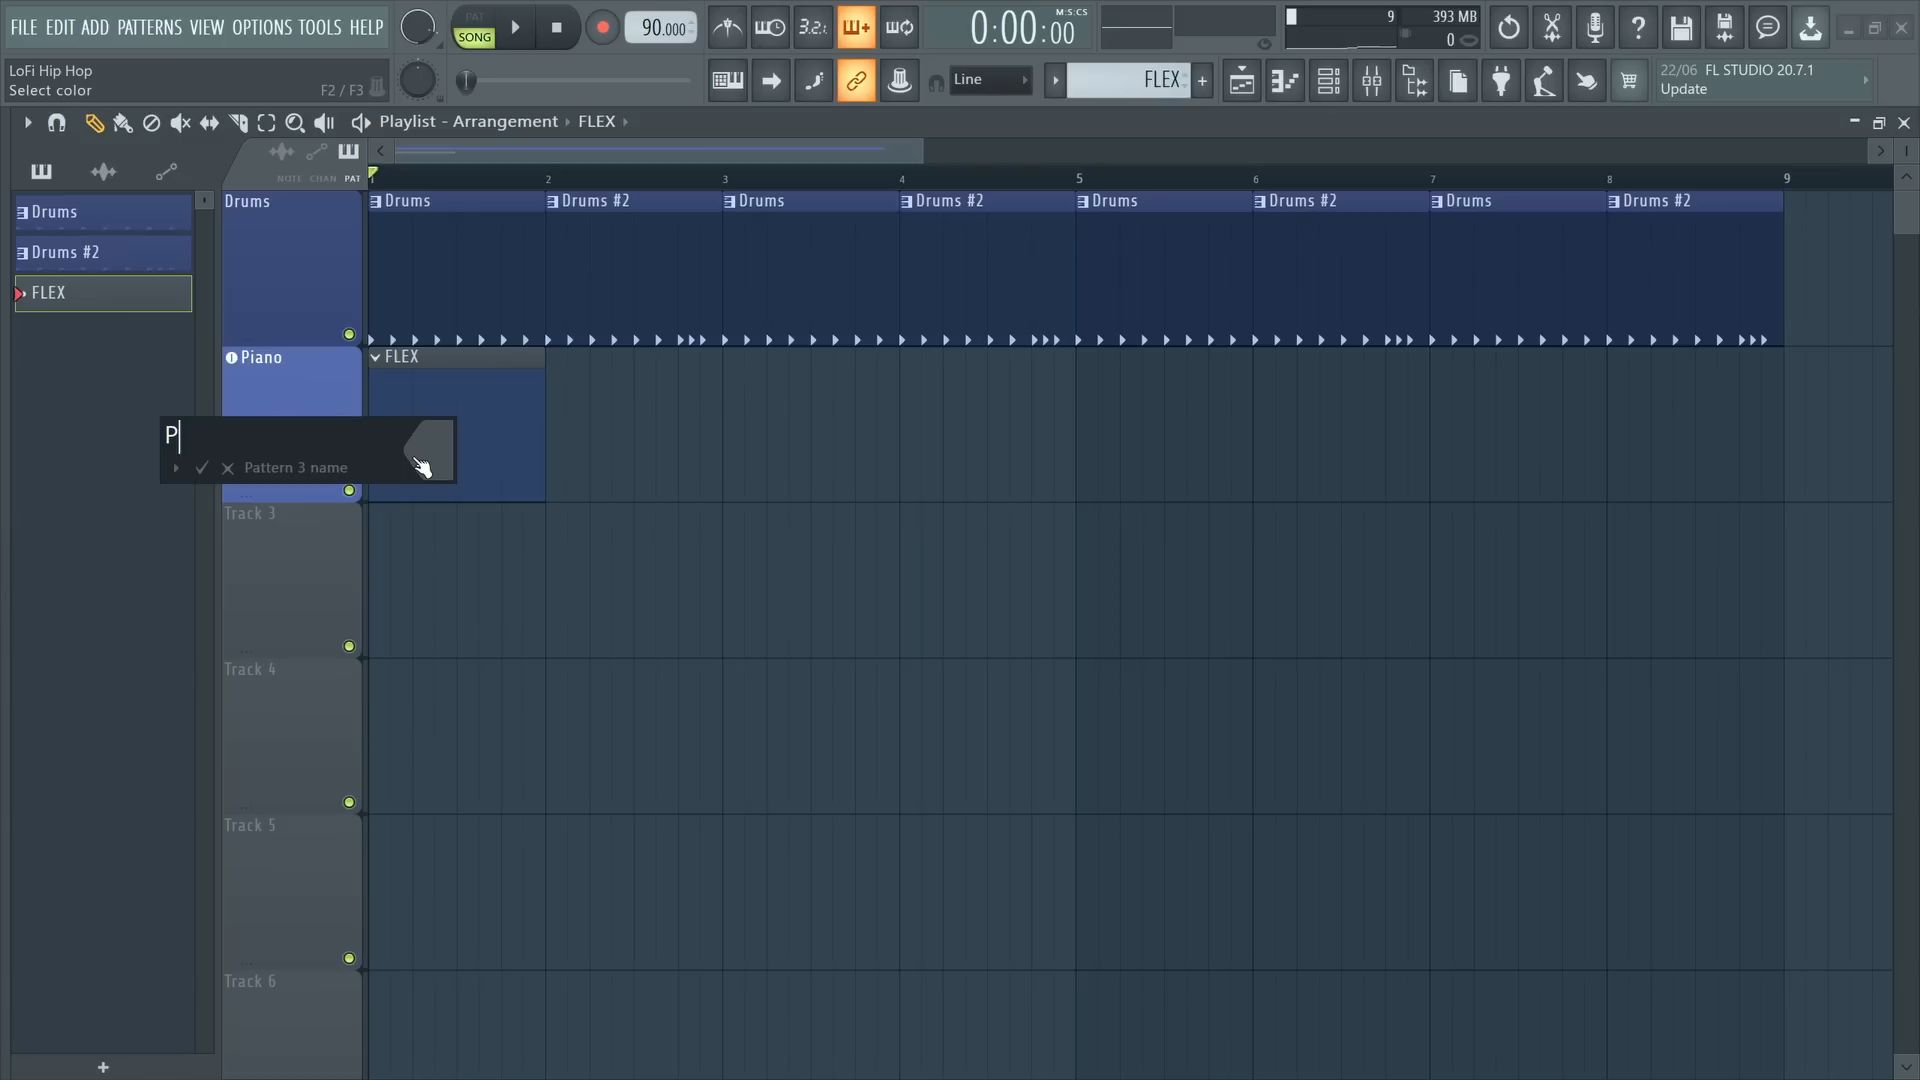 FILE EDIT ADD PATTERNS VIEW OPTIONS TOOLS HELP
PAT
SONG
90.000
3.2.
0:00:00
M:S:CS
9
393 MB
0
LoFi Hip Hop
Select color
F2 / F3
Line
FLEX
22/06 FL STUDIO 20.7.1
Update
Playlist - Arrangement › FLEX ›
NOTE CHAN PAT
1 2 3 4 5 6 7 8 9
Drums
Drums #2
FLEX
Drums
Drums Drums #2 Drums Drums #2 Drums Drums #2 Drums Drums #2
Piano
FLEX
P
Pattern 3 name
Track 3
Track 4
Track 5
Track 6